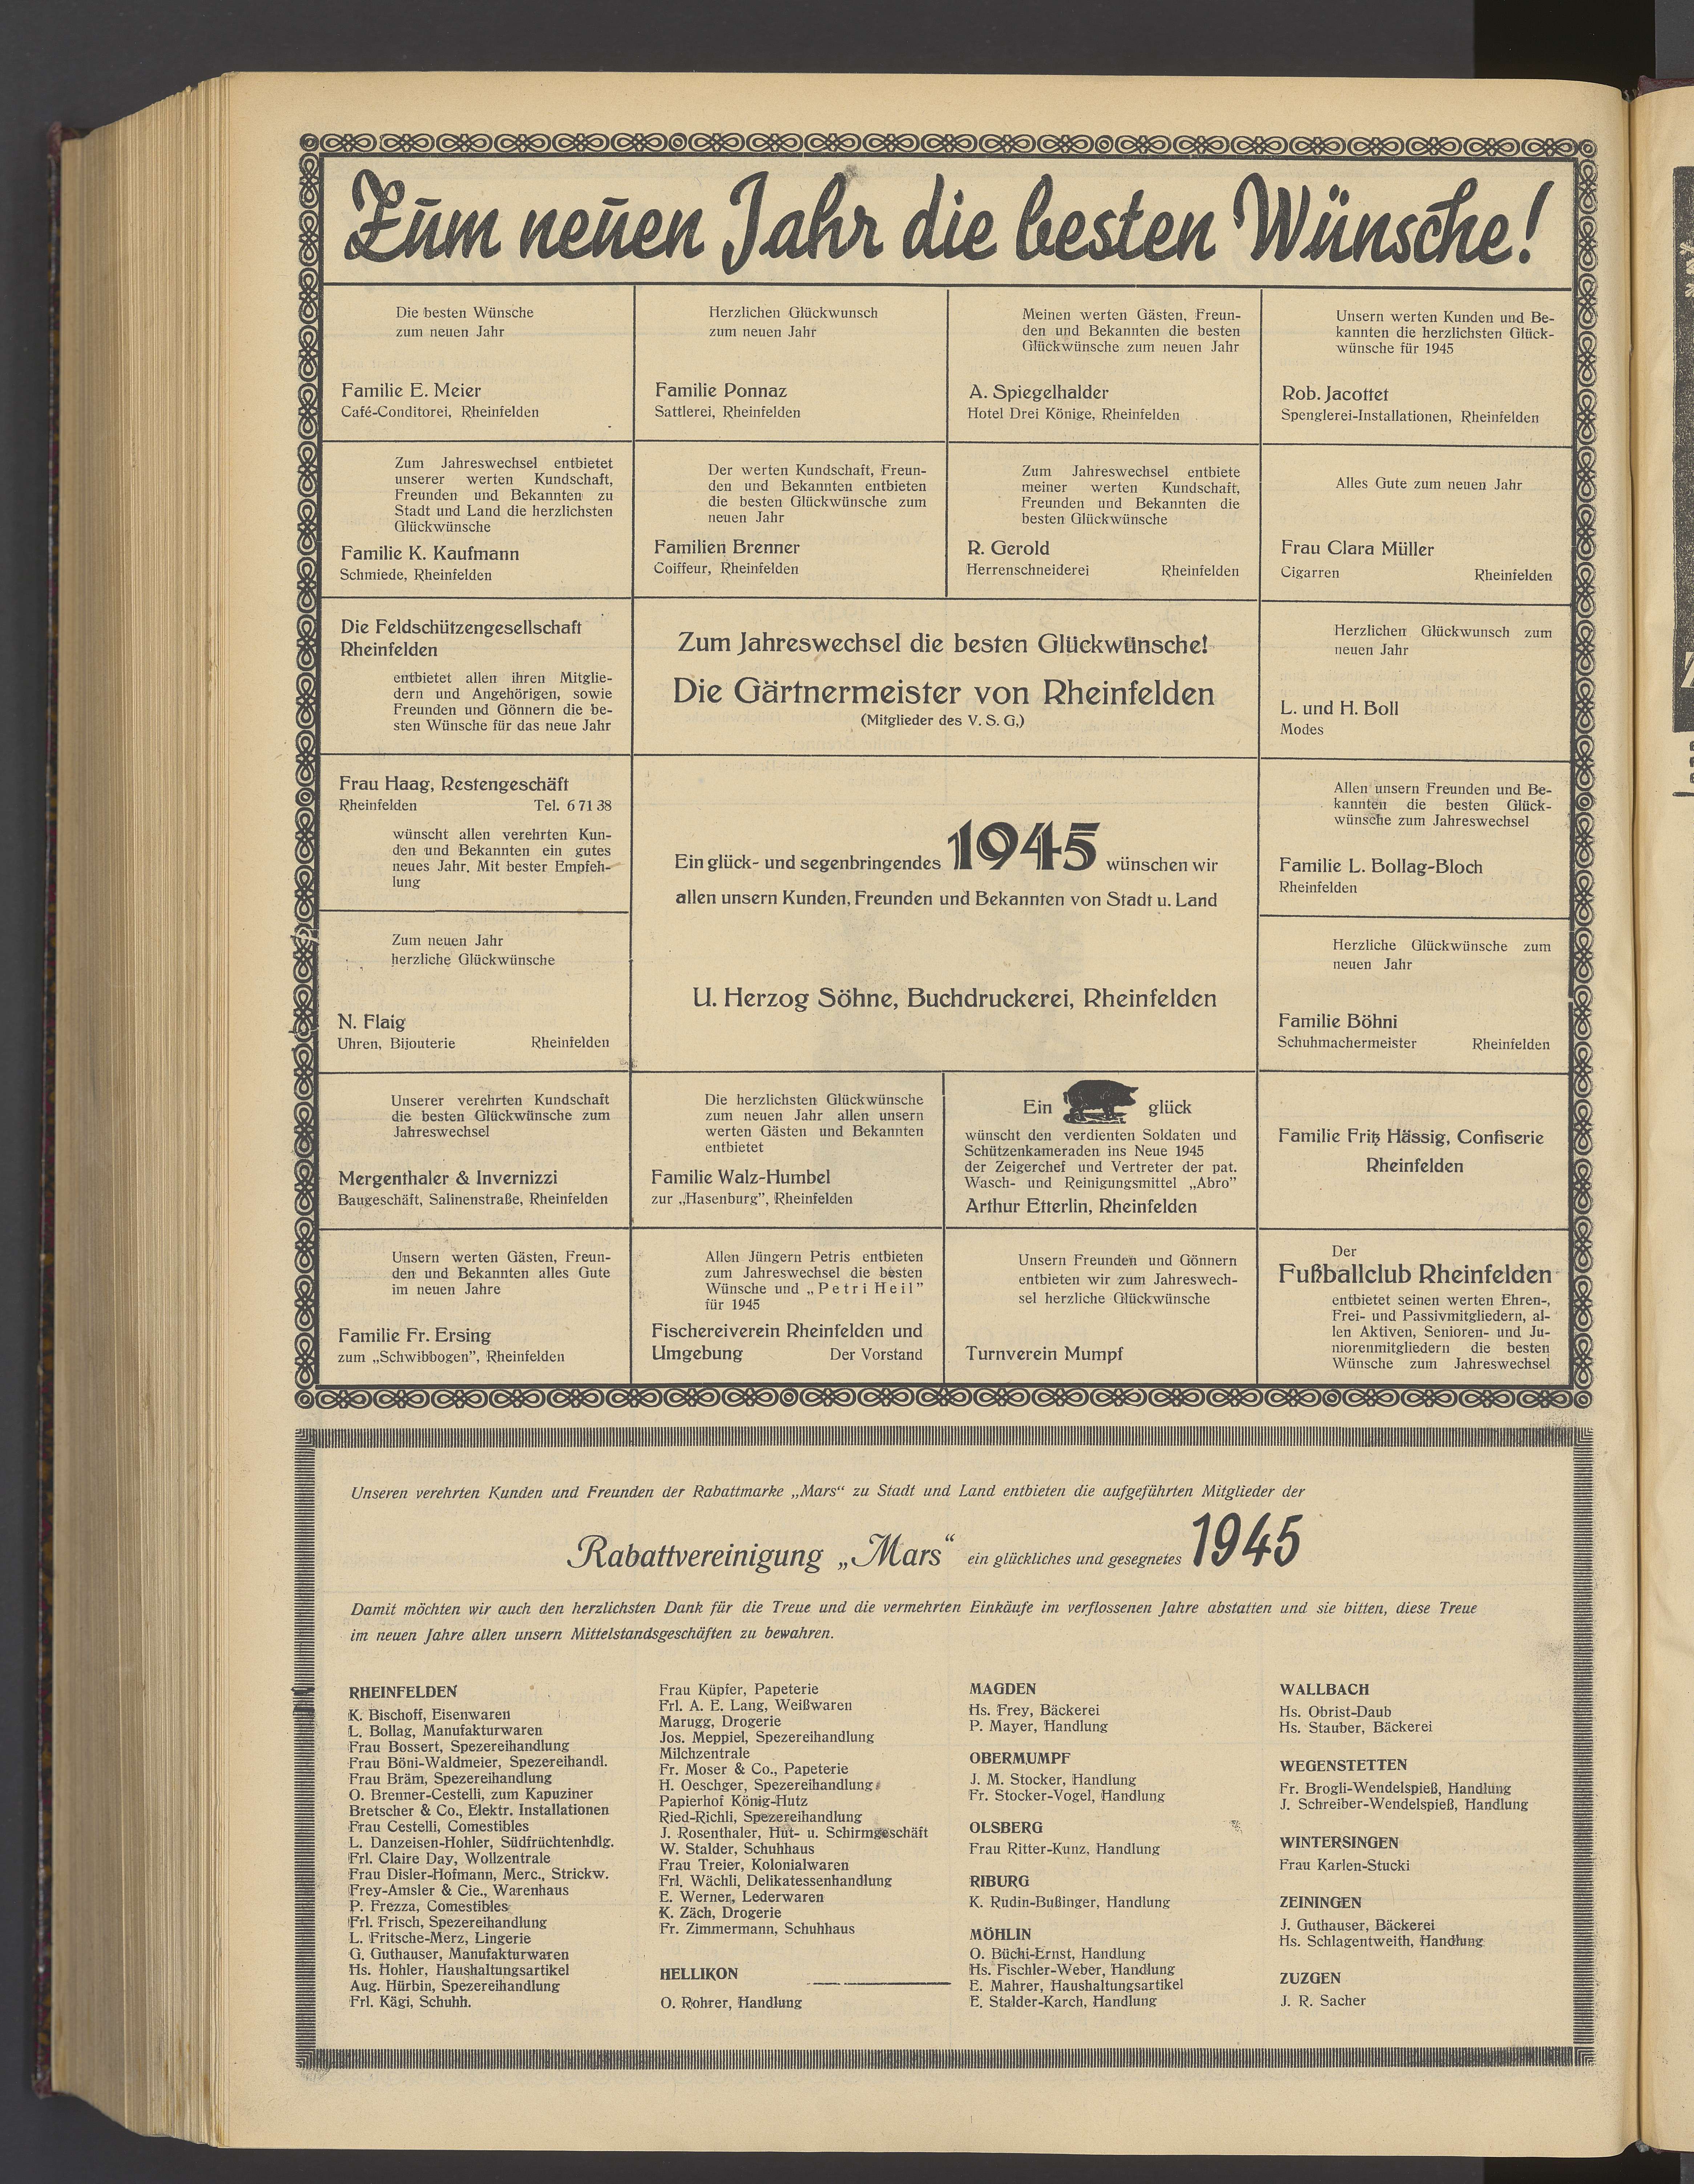 Zum neuen Jahr die besten Wünsche!
Die besten Wünsche
zum neuen Jahr
Familie E. Meier
Café-Conditorei, Rheinfelden
Herzlichen Glückwunsch
zum neuen Jahr
Familie Ponnaz
Sattlerei, Rheinfelden
Meinen werten Gästen, Freun-
den und Bekannten die besten
Glückwünsche zum neuen Jahr
A. Spiegelhalder
Hotel Drei Könige, Rheinfelden
Unsern werten Kunden und Be-
kannten die herzlichsten Glück-
wünsche für 1945
Rob. Jacottet
Spenglerei-Installationen, Rheinfelden
Zum Jahreswechsel entbietet
unserer werten Kundschaft,
Freunden und Bekannten zu
Stadt und Land die herzlichsten
Glückwünsche
Familie K. Kaufmann
Schmiede, Rheinfelden
Der werten Kundschaft, Freun-
den und Bekannten entbieten
die besten Glückwünsche zum
neuen Jahr
Familien Brenner
Coiffeur, Rheinfelden
Zum Jahreswechsel entbiete
meiner werten Kundschaft,
Freunden und Bekannten die
besten Glückwünsche
R. Gerold
Herrenschneiderei Rheinfelden
Alles Gute zum neuen Jahr
Frau Clara Müller
Cigarren Rheinfelden
Die Feldschützengesellschaft
Rheinfelden
entbietet allen ihren Mitglie-
dern und Angehörigen, sowie
Freunden und Gönnern die be-
sten Wünsche für das neue Jahr
Zum Jahreswechsel die besten Glückwünsche!
Die Gärtnermeister von Rheinfelden
(Mitglieder des V. S. G.)
Herzlichen Glückwunsch zum
neuen Jahr
L. und H. Boll
Modes
Frau Haag, Restengeschäft
Rheinfelden Tel. 6 71 38
wünscht allen verehrten Kun-
den und Bekannten ein gutes
neues Jahr. Mit bester Empfeh-
lung
Ein glück- und segenbringendes 1945 wünschen wir
allen unsern Kunden, Freunden und Bekannten von Stadt u. Land
U. Herzog Söhne, Buchdruckerei, Rheinfelden
Allen unsern Freunden und Be-
kannten die besten Glück-
wünsche zum Jahreswechsel
Familie L. Bollag-Bloch
Rheinfelden
Zum neuen Jahr
herzliche Glückwünsche
N. Flaig
Uhren, Bijouterie Rheinfelden
Herzliche Glückwünsche zum
neuen Jahr
Familie Böhni
Schuhmachermeister Rheinfelden
Unserer verehrten Kundschaft
die besten Glückwünsche zum
Jahreswechsel
Mergenthaler & Invernizzi
Baugeschäft, Salinenstraße, Rheinfelden
Die herzlichsten Glückwünsche
zum neuen Jahr allen unsern
werten Gästen und Bekannten
entbietet
Familie Walz-Humbel
zur „Hasenburg", Rheinfelden
Ein glück
wünscht den verdienten Soldaten und
Schützenkameraden ins Neue 1945
der Zeigerchef und Vertreter der pat.
Wasch- und Reinigungsmittel „Abro"
Arthur Etterlin, Rheinfelden
Familie Fritz Hässig, Confiserie
Rheinfelden
Unsern werten Gästen, Freun-
den und Bekannten alles Gute
im neuen Jahre
Familie Fr. Ersing
zum „Schwibbogen", Rheinfelden
Allen Jüngern Petris entbieten
zum Jahreswechsel die besten
Wünsche und „Petri Heil"
für 1945
Fischereiverein Rheinfelden und
Umgebung Der Vorstand
Unsern Freunden und Gönnern
entbieten wir zum Jahreswech-
sel herzliche Glückwünsche
Turnverein Mumpf
Der
Fußballclub Rheinfelden
entbietet seinen werten Ehren-,
Frei- und Passivmitgliedern, al-
len Aktiven, Senioren- und Ju-
niorenmitgliedern die besten
Wünsche zum Jahreswechsel
Unseren verehrten Kunden und Freunden der Rabattmarke „Mars“ zu Stadt und Land entbieten die aufgeführten Mitglieder der
Rabattvereinigung „Mars“ ein glückliches und gesegnetes 1945
Damit möchten wir auch den herzlichsten Dank für die Treue und die vermehrten Einkäufe im verflossenen Jahre abstatten und sie bitten, diese Treue
im neuen Jahre allen unsern Mittelstandsgeschäften zu bewahren.
RHEINFELDEN
K. Bischoff, Eisenwaren
L. Bollag, Manufakturwaren
Frau Bossert, Spezereihandlung
Frau Böni-Waldmeier, Spezereihandl.
Frau Bräm, Spezereihandlung
O. Brenner-Cestelli, zum Kapuziner
Bretscher & Co., Elektr. Installationen
Frau Cestelli, Comestibles
L. Danzeisen-Hohler, Südfrüchtenhdlg.
Frl. Claire Day, Wollzentrale
Frau Disler-Hofmann, Merc., Strickw.
Frey-Amsler & Cie., Warenhaus
P. Frezza, Comestibles
Frl. Frisch, Spezereihandlung
L. Fritsche-Merz, Lingerie
G. Guthauser, Manufakturwaren
Hs. Hohler, Haushaltungsartikel
Aug. Hürbin, Spezereihandlung
Frl. Kägi, Schuhh.
Frau Küpfer, Papeterie
Frl. A. E. Lang, Weißwaren
Marugg, Drogerie
Jos. Meppiel, Spezereihandlung
Milchzentrale
Fr. Moser & Co., Papeterie
H. Oeschger, Spezereihandlung
Papierhof König-Hutz
Ried-Richli, Spezereihandlung
J. Rosenthaler, Hut- u. Schirmgeschäft
W. Stalder, Schuhhaus
Frau Treier, Kolonialwaren
Frl. Wächli, Delikatessenhandlung
E. Werner, Lederwaren
K. Zäch, Drogerie
Fr. Zimmermann, Schuhhaus
HELLIKON
O. Rohrer, Handlung
MAGDEN
Hs. Frey, Bäckerei
P. Mayer, Handlung
OBERMUMPF
J. M. Stocker, Handlung
Fr. Stocker-Vogel, Handlung
OLSBERG
Frau Ritter-Kunz, Handlung
RIBURG
K. Rudin-Bußinger, Handlung
MÖHLIN
O. Büchi-Ernst, Handlung
Hs. Fischler-Weber, Handlung
E. Mahrer, Haushaltungsartikel
E. Stalder-Karch, Handlung
WALLBACH
Hs. Obrist-Daub
Hs. Stauber, Bäckerei
WEGENSTETTEN
Fr. Brogli-Wendelspieß, Handlung
J. Schreiber-Wendelspieß, Handlung
WINTERSINGEN
Frau Karlen-Stucki
ZEININGEN
J. Guthauser, Bäckerei
Hs. Schlagentweith, Handlung
ZUZGEN
J. R. Sacher